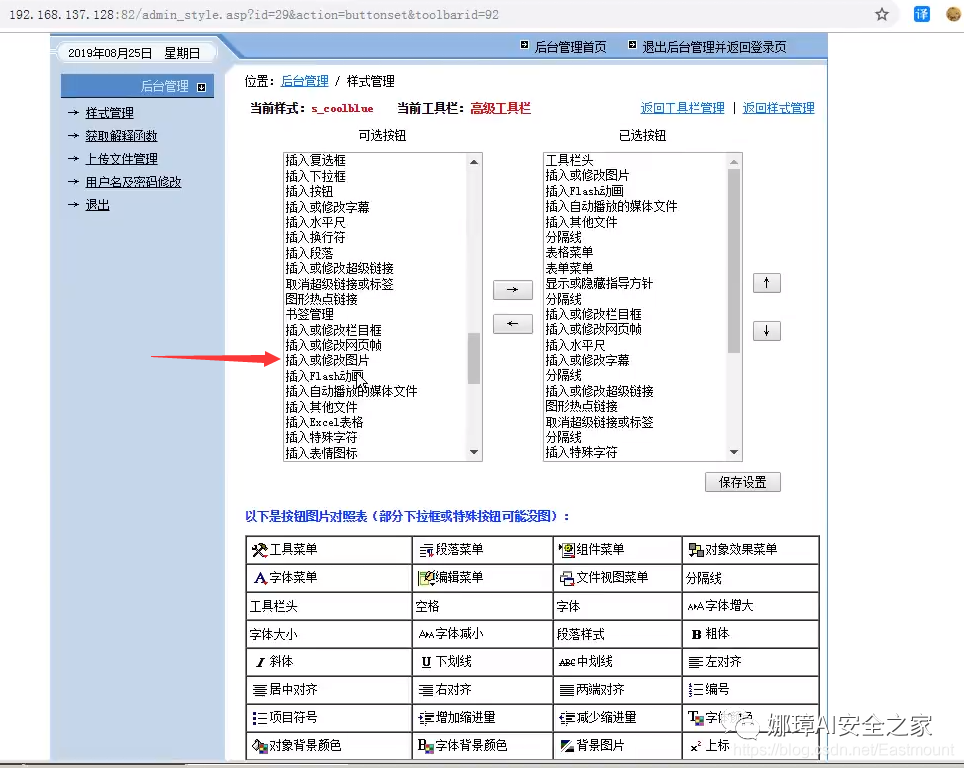 192.168.137.128:82/admin_style.asp?id=29&action=buttonset&toolbarid=92
译
2019年08月25日 星期日
后台管理首页 退出后台管理并返回登录页
后台管理
样式管理
获取解释函数
上传文件管理
用户名及密码修改
退出
位置：后台管理 / 样式管理
当前样式：s_coolblue 当前工具栏：高级工具栏 返回工具栏管理 | 返回样式管理
可选按钮
插入复选框
插入下拉框
插入按钮
插入或修改字幕
插入水平尺
插入换行符
插入段落
插入或修改超级链接
取消超级链接或标签
图形热点链接
书签管理
插入或修改栏目框
插入或修改网页帧
插入或修改图片
插入Flash动画
插入自动播放的媒体文件
插入其他文件
插入Excel表格
插入特殊字符
插入表情图标
→
←
已选按钮
工具栏头
插入或修改图片
插入Flash动画
插入自动播放的媒体文件
插入其他文件
分隔线
表格菜单
表单菜单
显示或隐藏指导方针
分隔线
插入或修改栏目框
插入或修改网页帧
插入水平尺
插入或修改字幕
分隔线
插入或修改超级链接
图形热点链接
取消超级链接或标签
分隔线
插入特殊字符
↑
↓
保存设置
以下是按钮图片对照表（部分下拉框或特殊按钮可能没图）：
工具菜单 段落菜单 组件菜单 对象效果菜单
字体菜单 编辑菜单 文件视图菜单 分隔线
工具栏头 空格 字体 字体增大
字体大小 字体减小 段落样式 B 粗体
I 斜体 U 下划线 ABC 中划线 左对齐
居中对齐 右对齐 两端对齐 编号
项目符号 增加缩进量 减少缩进量
对象背景颜色 字体背景颜色 背景图片 x² 上标
娜璋AI安全之家
https://blog.csdn.net/Eastmount